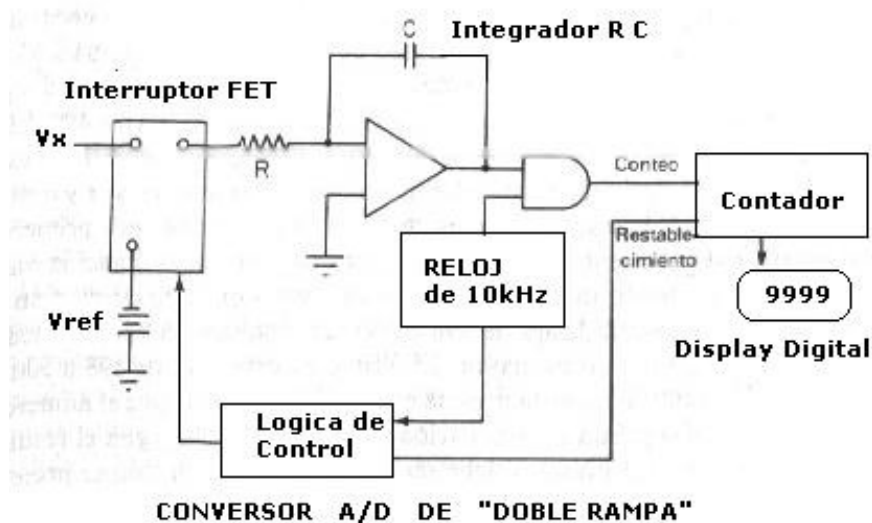 C
Integrador R C
Interruptor FET
Vx
R
Conteo
Contador
Restable
cimiento
RELOJ
de 10kHz
9999
Vref
Display Digital
Logica de
Control
CONVERSOR A/D DE "DOBLE RAMPA"